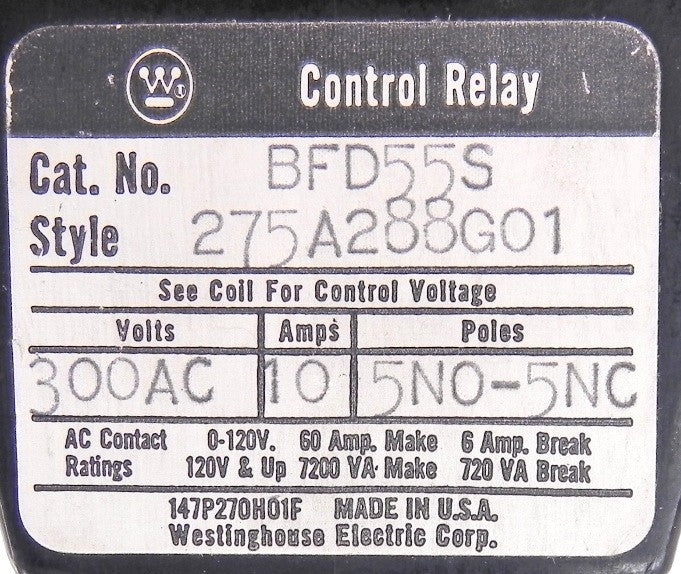 Control Relay
Cat. No. BFD55S
Style 275A288G01
See Coil For Control Voltage
Volts Amps Poles
300AC 10 5NO-5NC
AC Contact 0-120V. 60 Amp. Make 6 Amp. Break
Ratings 120V & Up 7200 VA Make 720 VA Break
147P270H01F MADE IN U.S.A.
Westinghouse Electric Corp.